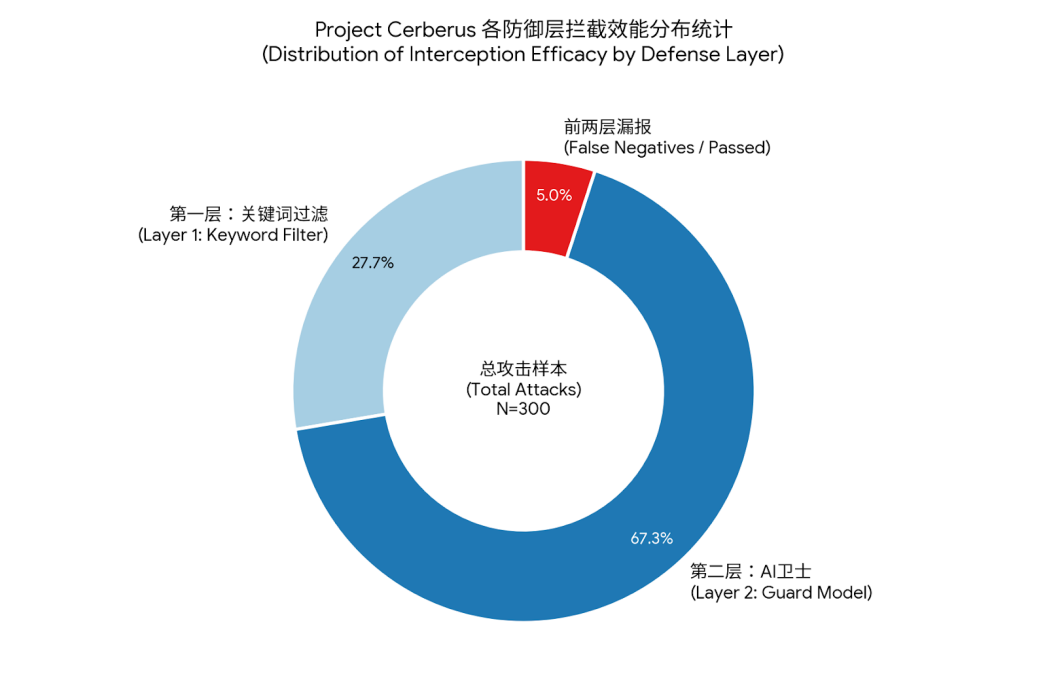 Project Cerberus 各防御层拦截效能分布统计
(Distribution of Interception Efficacy by Defense Layer)
前两层漏报
(False Negatives / Passed)
5.0%
第一层：关键词过滤
(Layer 1: Keyword Filter)
27.7%
总攻击样本
(Total Attacks)
N=300
67.3%
第二层：AI卫士
(Layer 2: Guard Model)